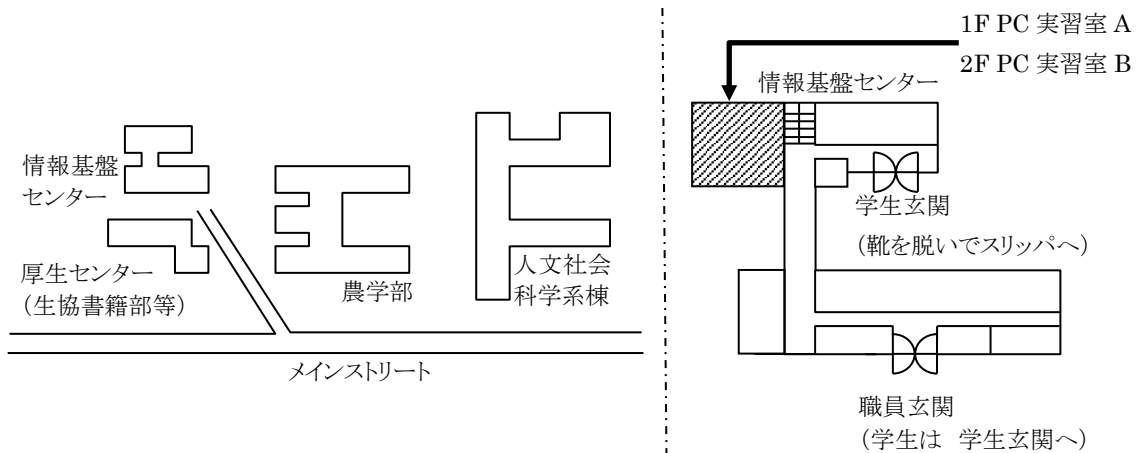 情報基盤
センター
厚生センター
（生協書籍部等）
農学部
人文社会
科学系棟
メインストリート
1F PC 実習室 A
2F PC 実習室 B
情報基盤センター
学生玄関
（靴を脱いでスリッパへ）
職員玄関
（学生は 学生玄関へ）